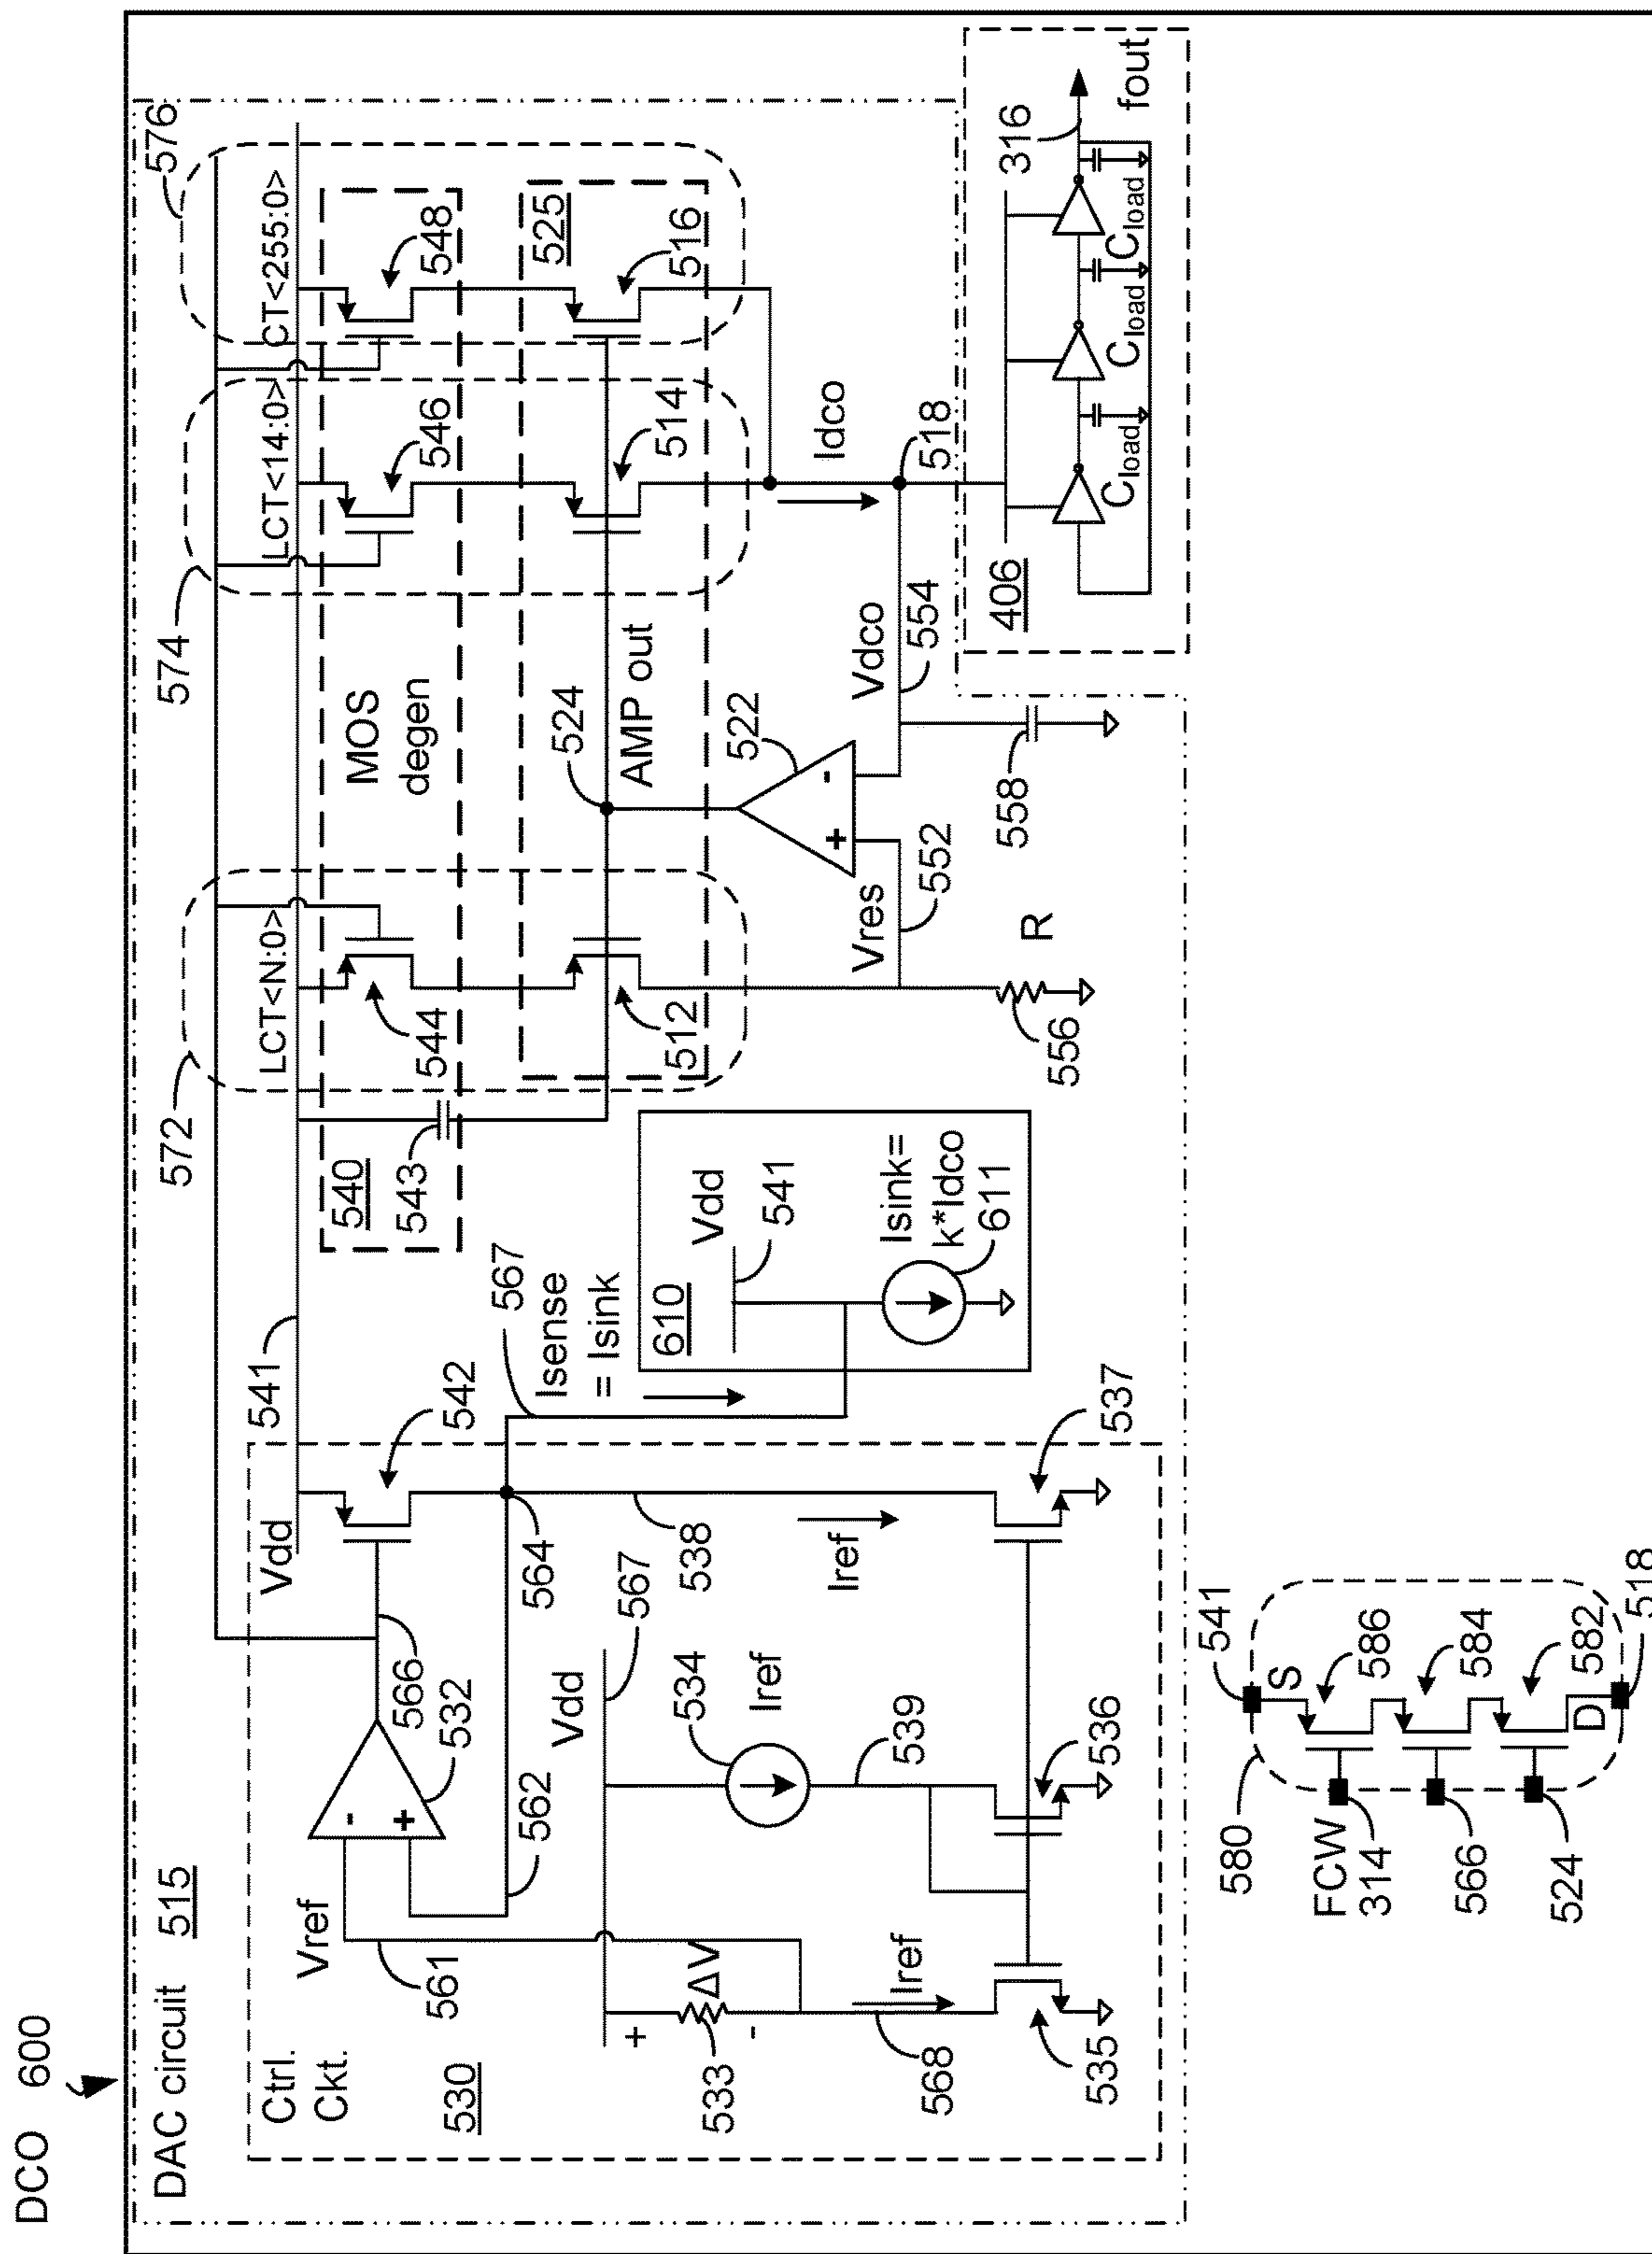 DCO 600
DAC circuit 515
Ctrl.
Ckt.
530
Vref
561
562
532
566
Vdd
541
542
564
538
567
Isense
= Isink
610
Vdd
541
Isink=
k*Idco
611
Vdd
567
534
Iref
539
536
Iref
537
+
-
ΔV
533
568
Iref
535
-
+
572
574
576
LCT<N:0>
LCT<14:0>
CT<255:0>
540
543
544
MOS
degen
546
548
512
524
AMP out
514
525
516
522
+
-
Vres
552
Vdco
554
Idco
518
R
556
558
406
316
fout
Cload
Cload
Cload
580
541
S
586
584
582
D
518
FCW
314
566
524